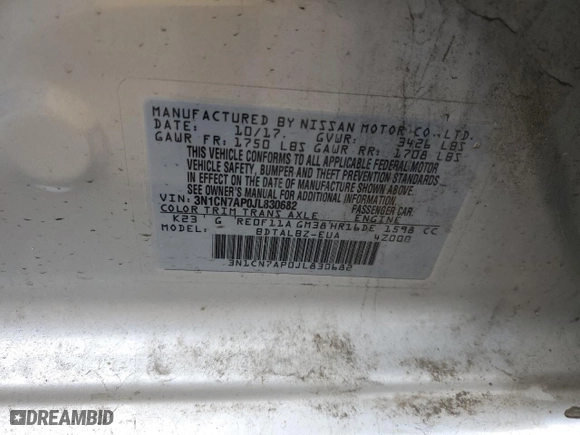 MANUFACTURED BY NISSAN MOTOR CO., LTD.
DATE: 10/17. GVWR: 3426 LBS
GAWR FR: 1750 LBS GAWR RR: 1708 LBS
THIS VEHICLE CONFORMS TO ALL APPLICABLE FEDERAL MOTOR
VEHICLE SAFETY, BUMPER AND THEFT PREVENTION STANDARDS
IN EFFECT ON THE DATE OF MANUFACTURE SHOWN ABOVE.
SEE OWNER'S MANUAL FOR ADDITIONAL INFORMATION.
VIN: 3N1CN7AP0JL830682 PASSENGER CAR
COLOR TRIM TRANS AXLE ENGINE
K23 G RE0F11A GM38 HR16DE 1598 CC
MODEL: BDTALBZ-EUA 4Z000
3N1CN7AP0JL830682
DREAMBID